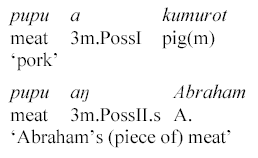 pupu a kumurot
meat 3m.PossI pig(m)
‘pork’
pupu aŋ Abraham
meat 3m.PossII.s A.
‘Abraham’s (piece of) meat’